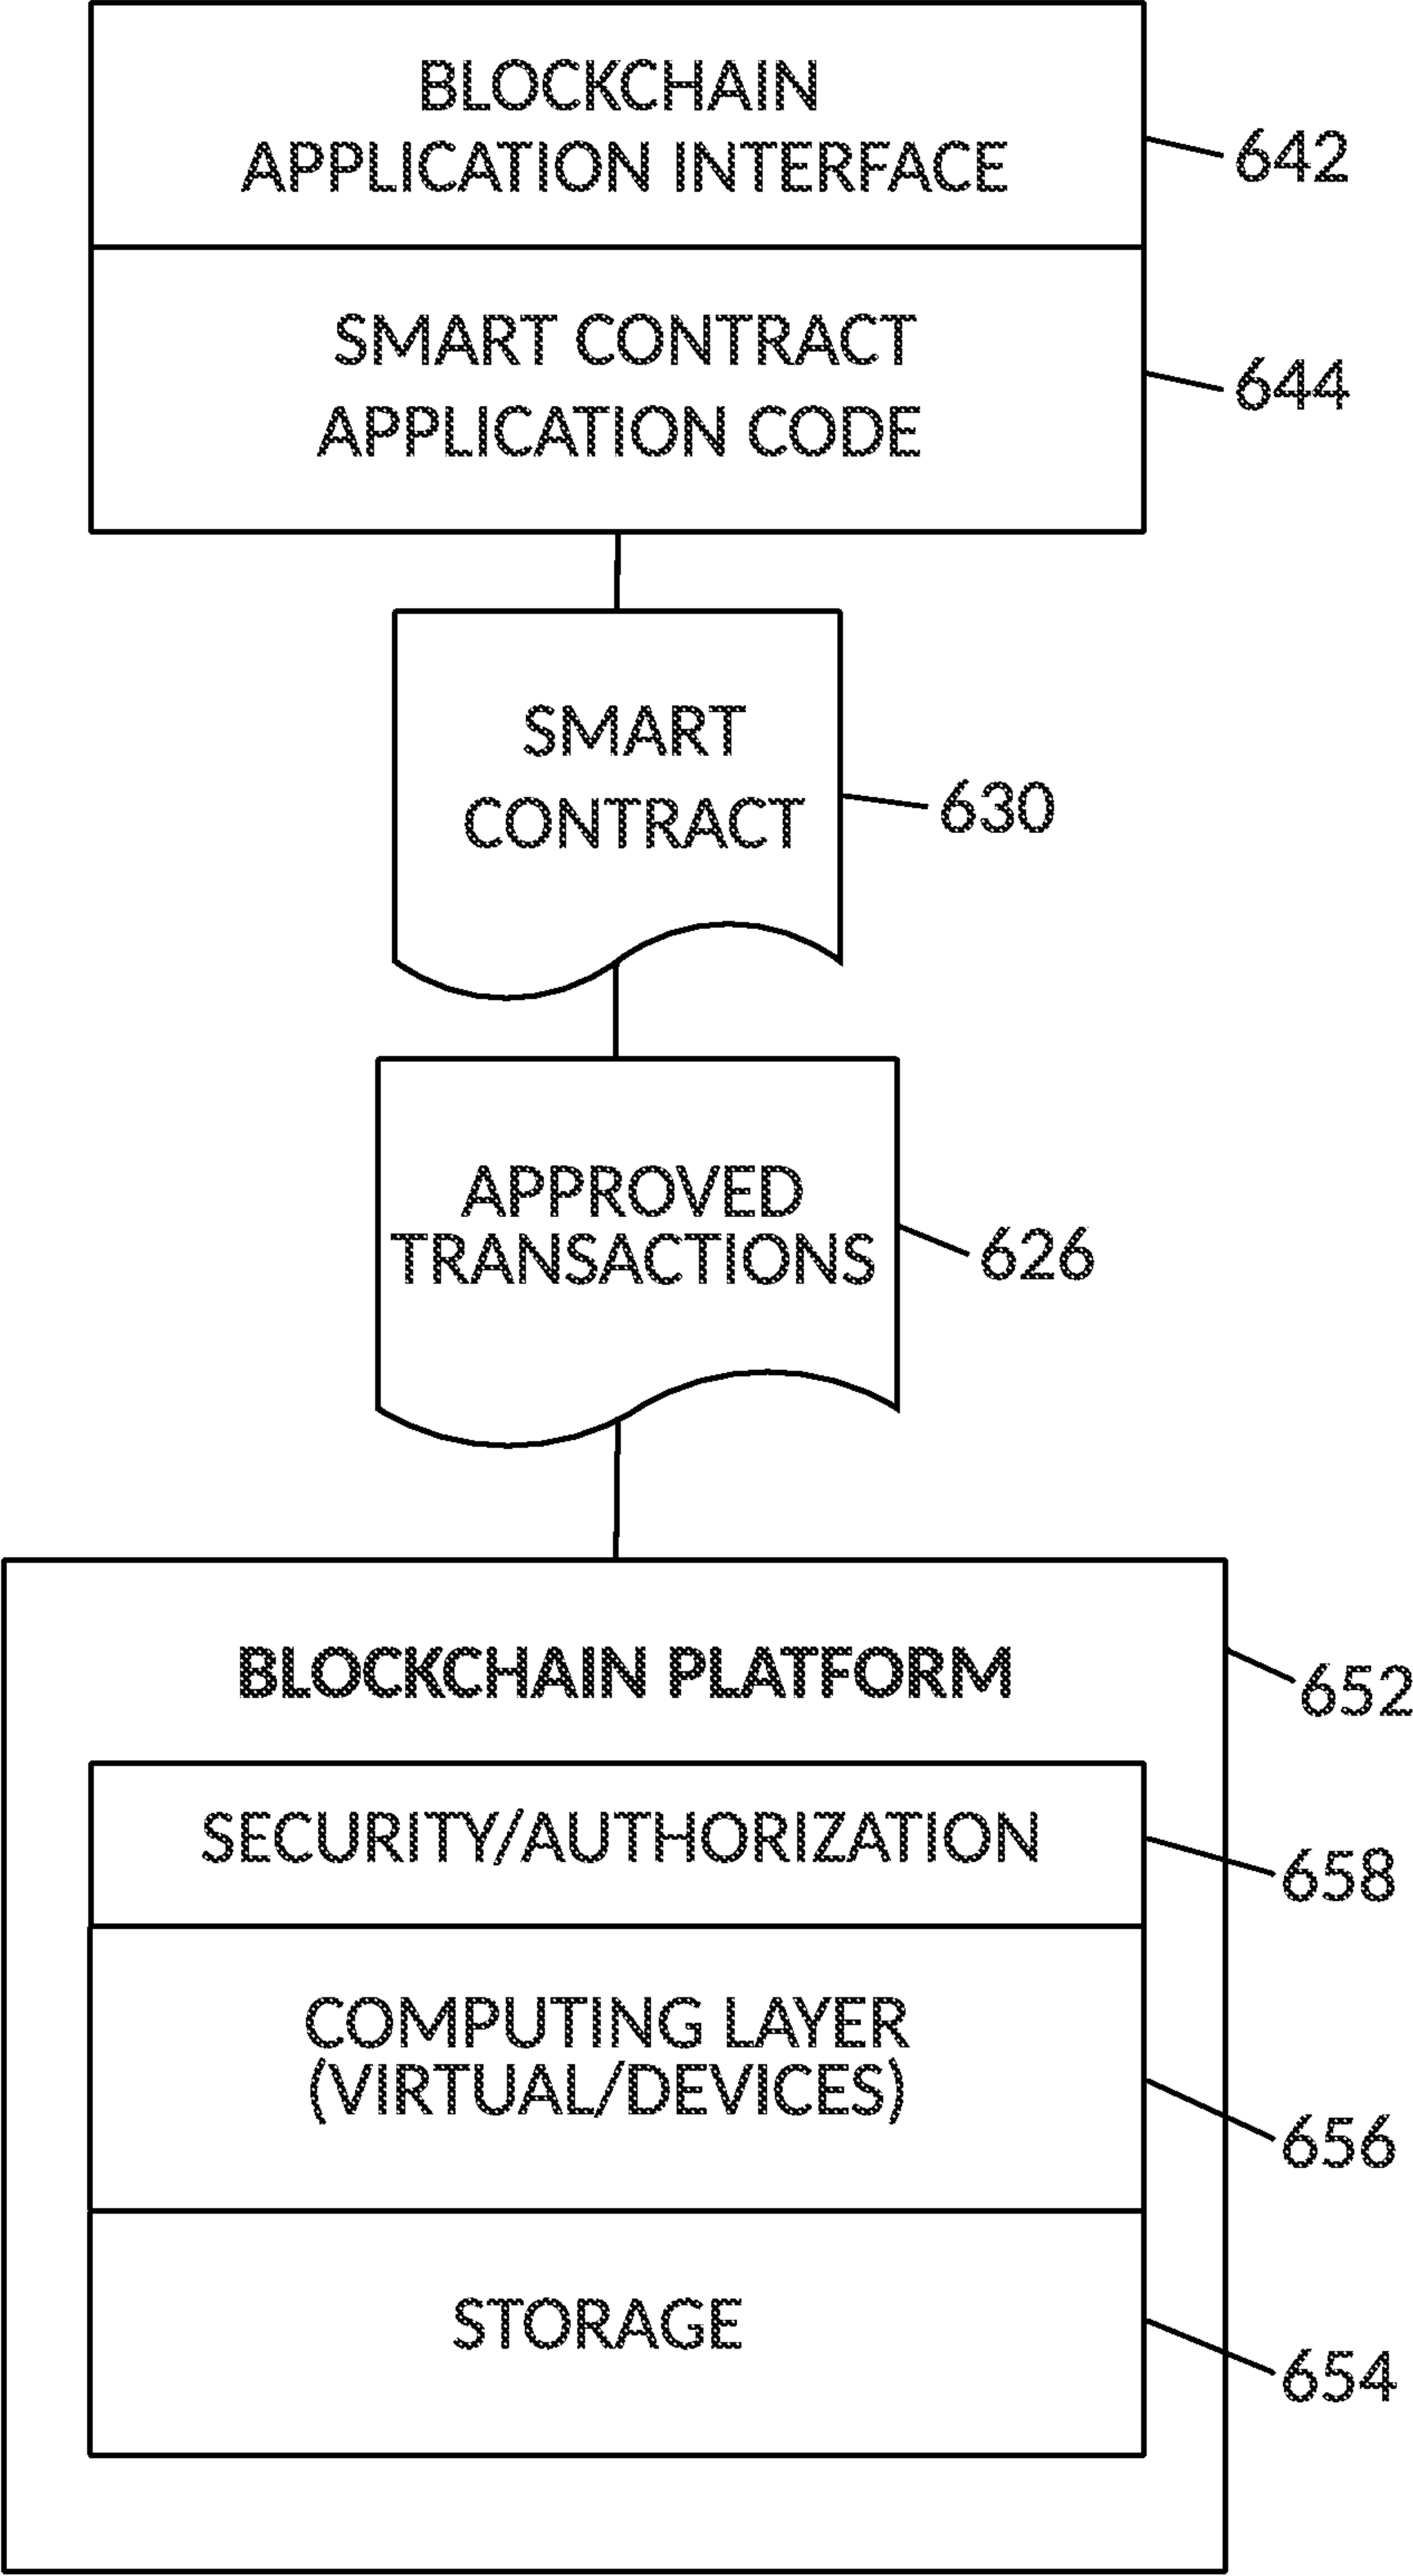 BLOCKCHAIN
APPLICATION INTERFACE
642
SMART CONTRACT
APPLICATION CODE
644
SMART
CONTRACT
630
APPROVED
TRANSACTIONS
626
BLOCKCHAIN PLATFORM
652
SECURITY/AUTHORIZATION
658
COMPUTING LAYER
(VIRTUAL/DEVICES)
656
STORAGE
654